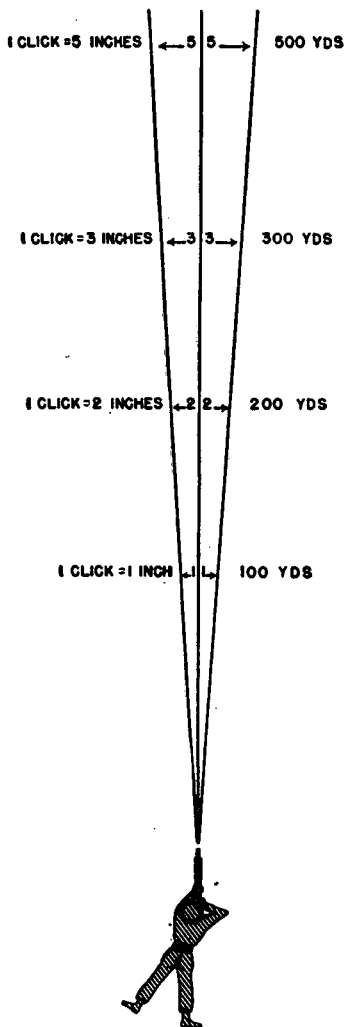 1 CLICK=5 INCHES 5 5 500 YDS
1 CLICK=3 INCHES 3 3 300 YDS
1 CLICK=2 INCHES 2 2 200 YDS
1 CLICK=1 INCH 1 1 100 YDS